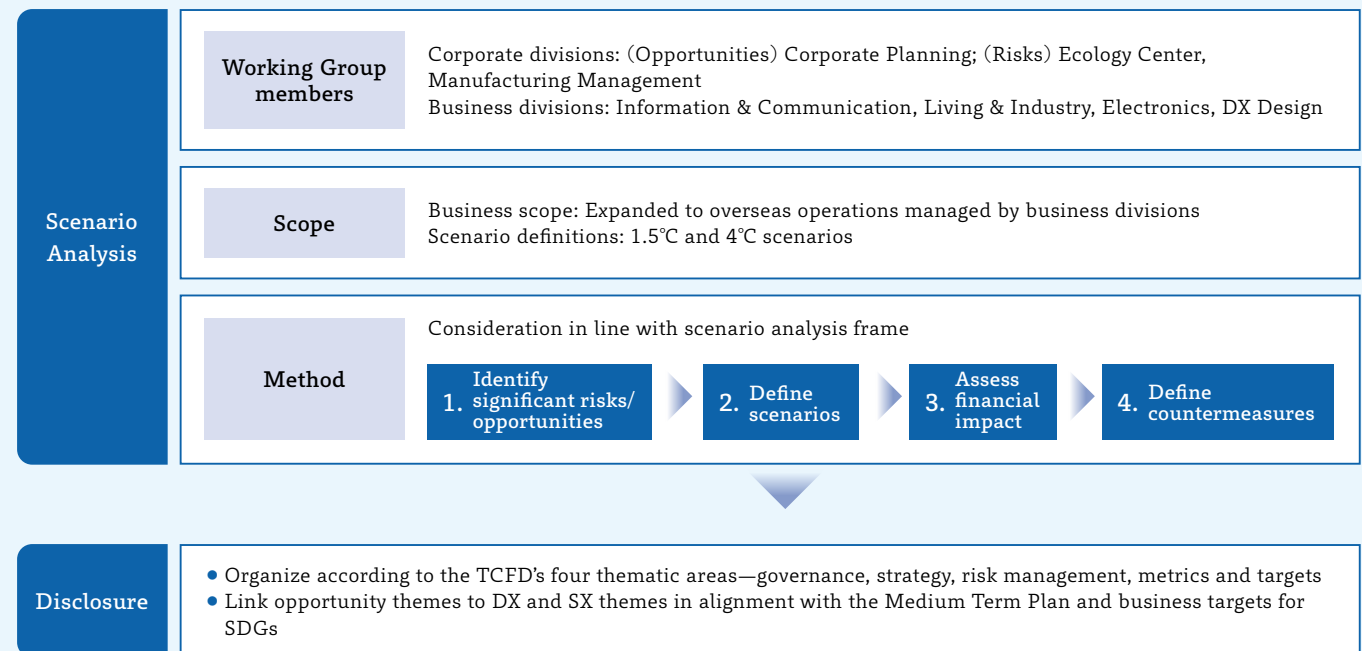 Scenario
Analysis
Working Group
members
Corporate divisions: (Opportunities) Corporate Planning; (Risks) Ecology Center,
Manufacturing Management
Business divisions: Information & Communication, Living & Industry, Electronics, DX Design
Scope
Business scope: Expanded to overseas operations managed by business divisions
Scenario definitions: 1.5℃ and 4℃ scenarios
Method
Consideration in line with scenario analysis frame
1. Identify
significant risks/
opportunities
2. Define
scenarios
3. Assess
financial
impact
4. Define
countermeasures
Disclosure
• Organize according to the TCFD's four thematic areas—governance, strategy, risk management, metrics and targets
• Link opportunity themes to DX and SX themes in alignment with the Medium Term Plan and business targets for
SDGs